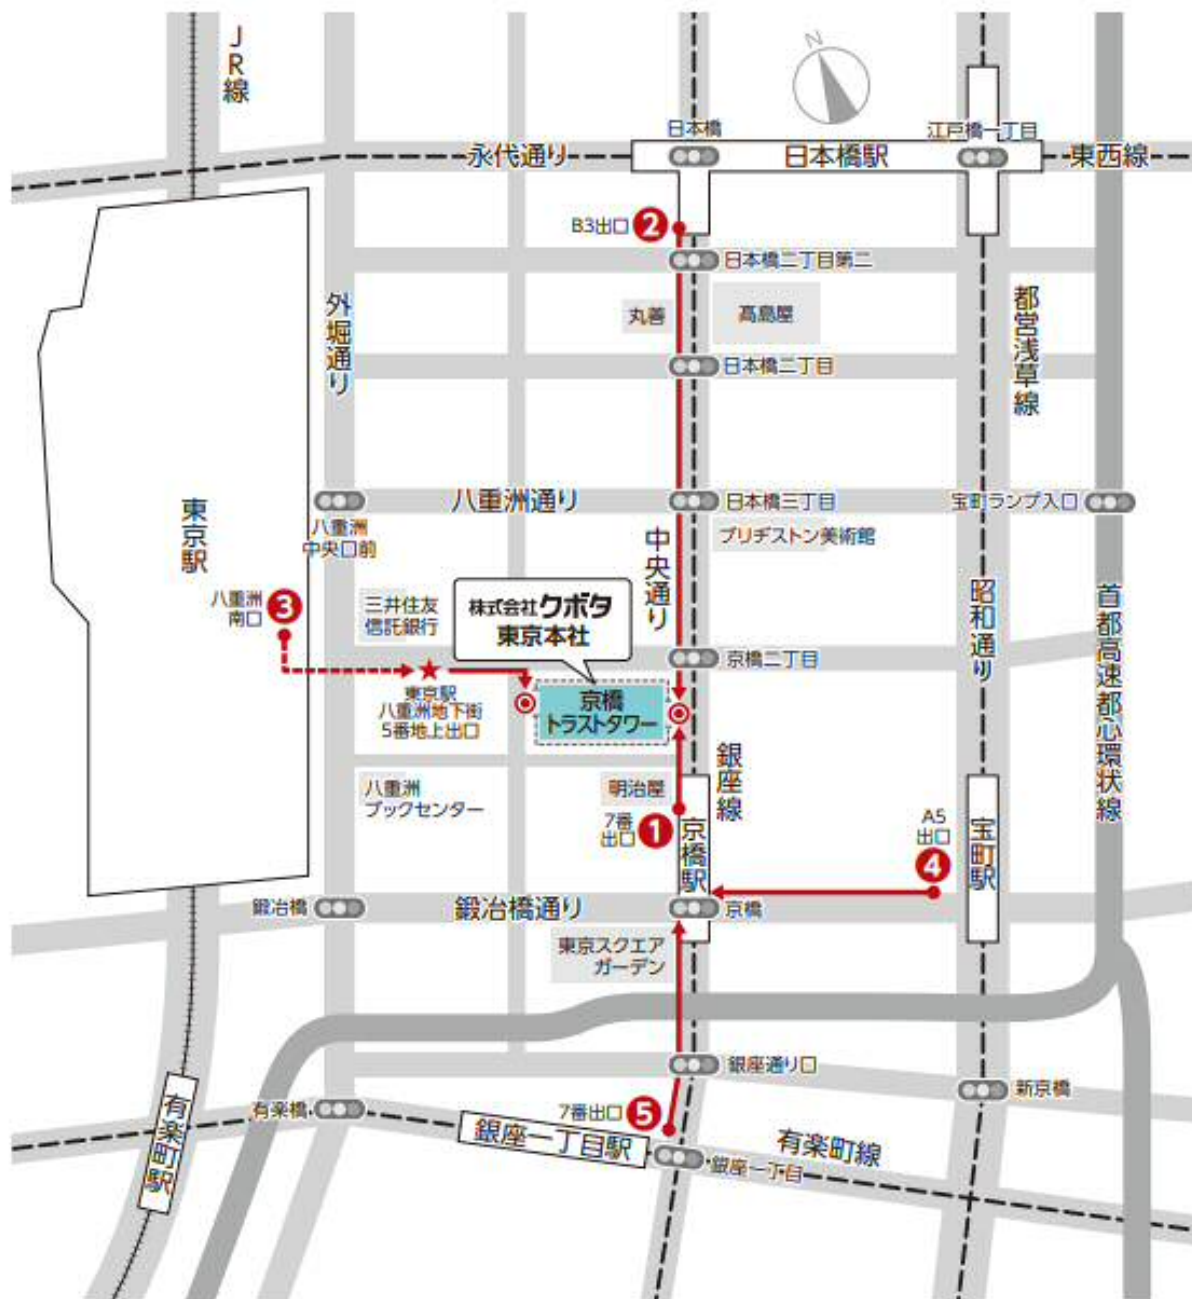 JR線
N
日本橋
江戸橋一丁目
永代通り
日本橋駅
東西線
B3出口
2
日本橋二丁目第二
外堀通り
丸善
髙島屋
都営浅草線
日本橋二丁目
東京駅
八重洲通り
日本橋三丁目
宝町ランプ入口
八重洲
中央口前
中央通り
ブリヂストン美術館
八重洲
南口
3
三井住友
信託銀行
株式会社クボタ
東京本社
昭和通り
首都高速都心環状線
京橋二丁目
東京駅
八重洲地下街
5番地上出口
京橋
トラストタワー
銀座線
八重洲
ブックセンター
明治屋
7番
出口
1
京橋駅
A5
出口
4
宝町駅
鍛冶橋
鍛冶橋通り
京橋
東京スクエア
ガーデン
銀座通り口
新京橋
有楽橋
7番出口
5
有楽町駅
銀座一丁目駅
有楽町線
銀座一丁目